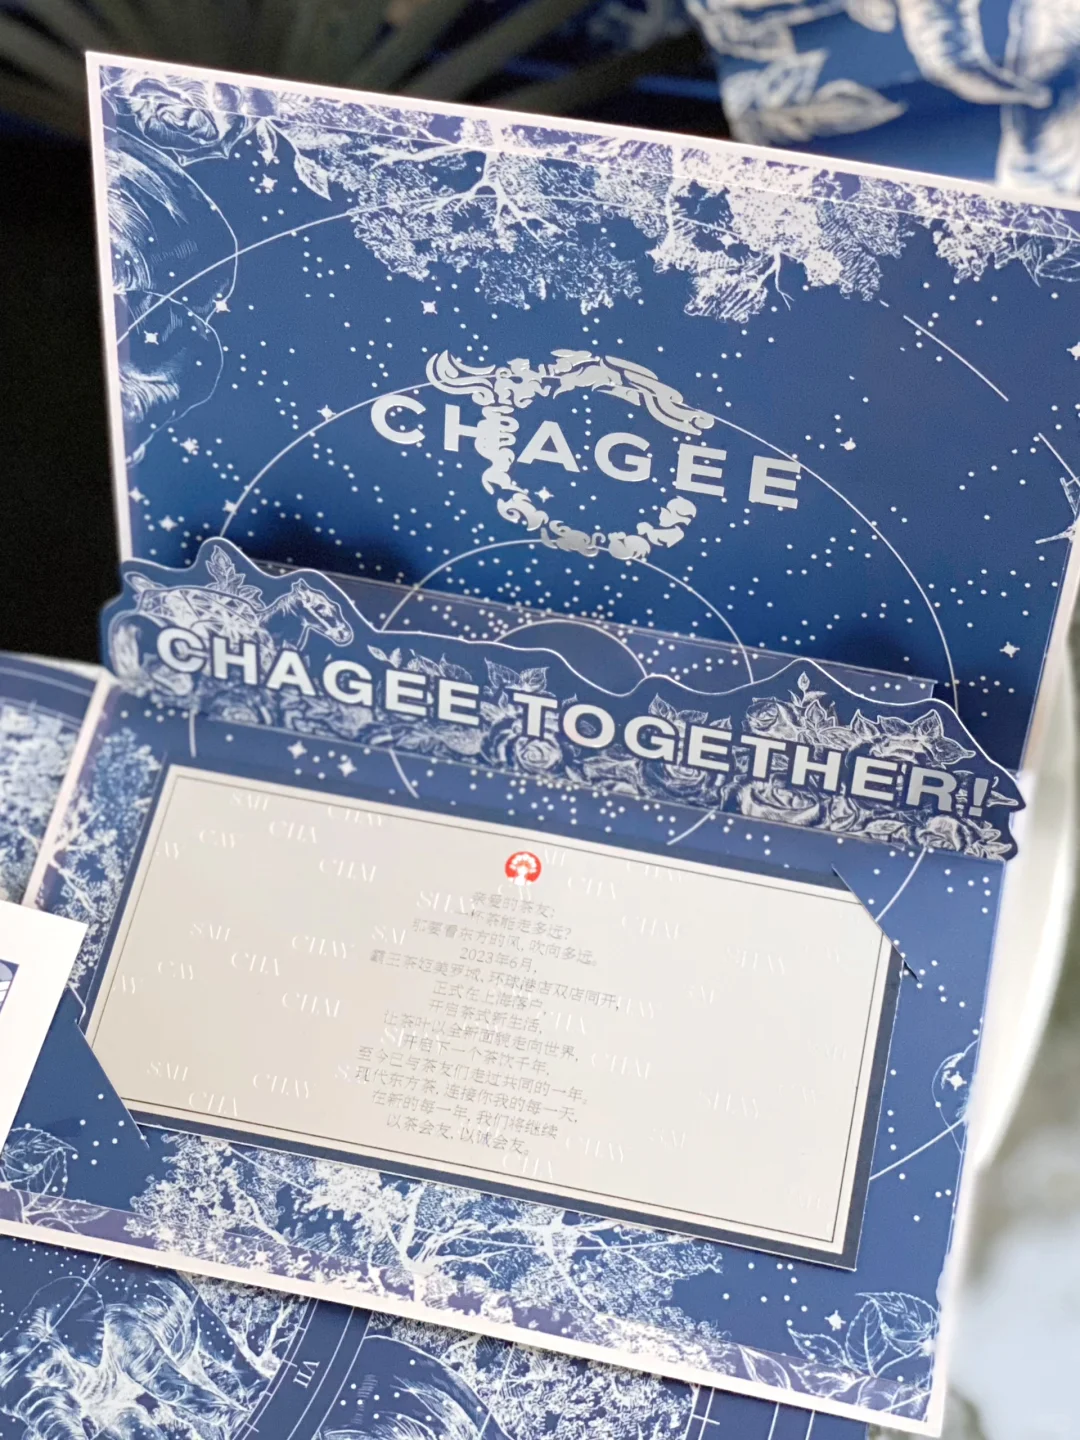 CHAGEE
CHAGEE TOGETHER!
亲爱的茶友:
一杯茶能走多远?
那要看东方的风,吹向多远。
2023年6月,
霸王茶姬美罗城,环球港店双店同开,
正式在上海落户,
开启茶式新生活,
让茶叶以全新面貌走向世界,
开启下一个茶饮千年,
至今已与茶友们走过共同的一年。
现代东方茶,连接你我的每一天,
在新的每一年,我们将继续
以茶会友,以诚会友。
VII